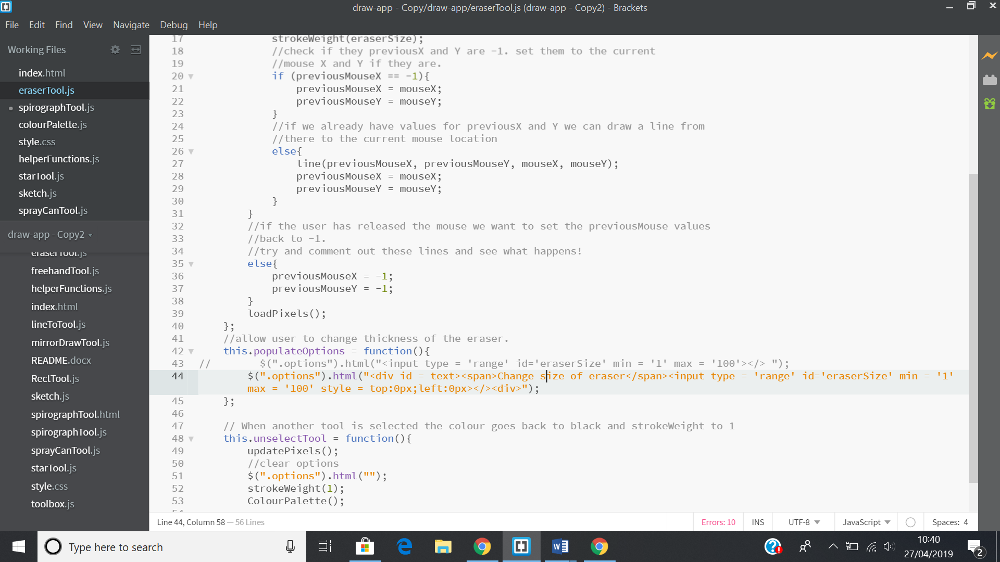 draw-app - Copy/draw-app/eraserTool.js (draw-app - Copy2) - Brackets
File Edit Find View Navigate Debug Help
Working Files
index.html
eraserTool.js
spirographTool.js
colourPalette.js
style.css
helperFunctions.js
starTool.js
sketch.js
sprayCanTool.js
draw-app - Copy2
eraserTool.js
freehandTool.js
helperFunctions.js
index.html
lineToTool.js
mirrorDrawTool.js
README.docx
RectTool.js
sketch.js
spirographTool.html
spirographTool.js
sprayCanTool.js
starTool.js
style.css
toolbox.js
17 strokeWeight(eraserSize);
18 //check if they previousX and Y are -1. set them to the current
19 //mouse X and Y if they are.
20 if (previousMouseX == -1){
21 previousMouseX = mouseX;
22 previousMouseY = mouseY;
23 }
24 //if we already have values for previousX and Y we can draw a line from
25 //there to the current mouse location
26 else{
27 line(previousMouseX, previousMouseY, mouseX, mouseY);
28 previousMouseX = mouseX;
29 previousMouseY = mouseY;
30 }
31 }
32 //if the user has released the mouse we want to set the previousMouse values
33 //back to -1.
34 //try and comment out these lines and see what happens!
35 else{
36 previousMouseX = -1;
37 previousMouseY = -1;
38 }
39 loadPixels();
40 };
41 //allow user to change thickness of the eraser.
42 this.populateOptions = function(){
43 // $(".options").html("<input type = 'range' id='eraserSize' min = '1' max = '100'></> ");
44 $(".options").html("<div id = text><span>Change size of eraser</span><input type = 'range' id='eraserSize' min = '1'
max = '100' style = top:0px;left:0px></><div>");
45 };
46
47 // When another tool is selected the colour goes back to black and strokeWeight to 1
48 this.unselectTool = function(){
49 updatePixels();
50 //clear options
51 $(".options").html("");
52 strokeWeight(1);
53 ColourPalette();
54
Line 44, Column 58 — 56 Lines
Errors: 10 INS UTF-8 JavaScript Spaces: 4
Type here to search
10:40
27/04/2019
2